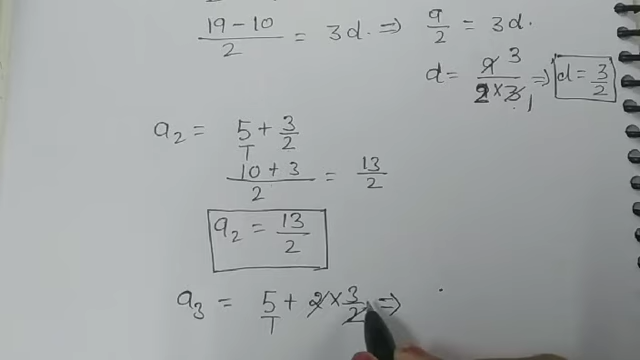 19 - 10 / 2 = 3d. ⇒ 9/2 = 3d.
d = 9 3 / 2 × 3 1 ⇒ d = 3/2
a₂ = 5/1 + 3/2
10 + 3 / 2 = 13/2
a₂ = 13/2
a₃ = 5/1 + 2 × 3/2 ⇒